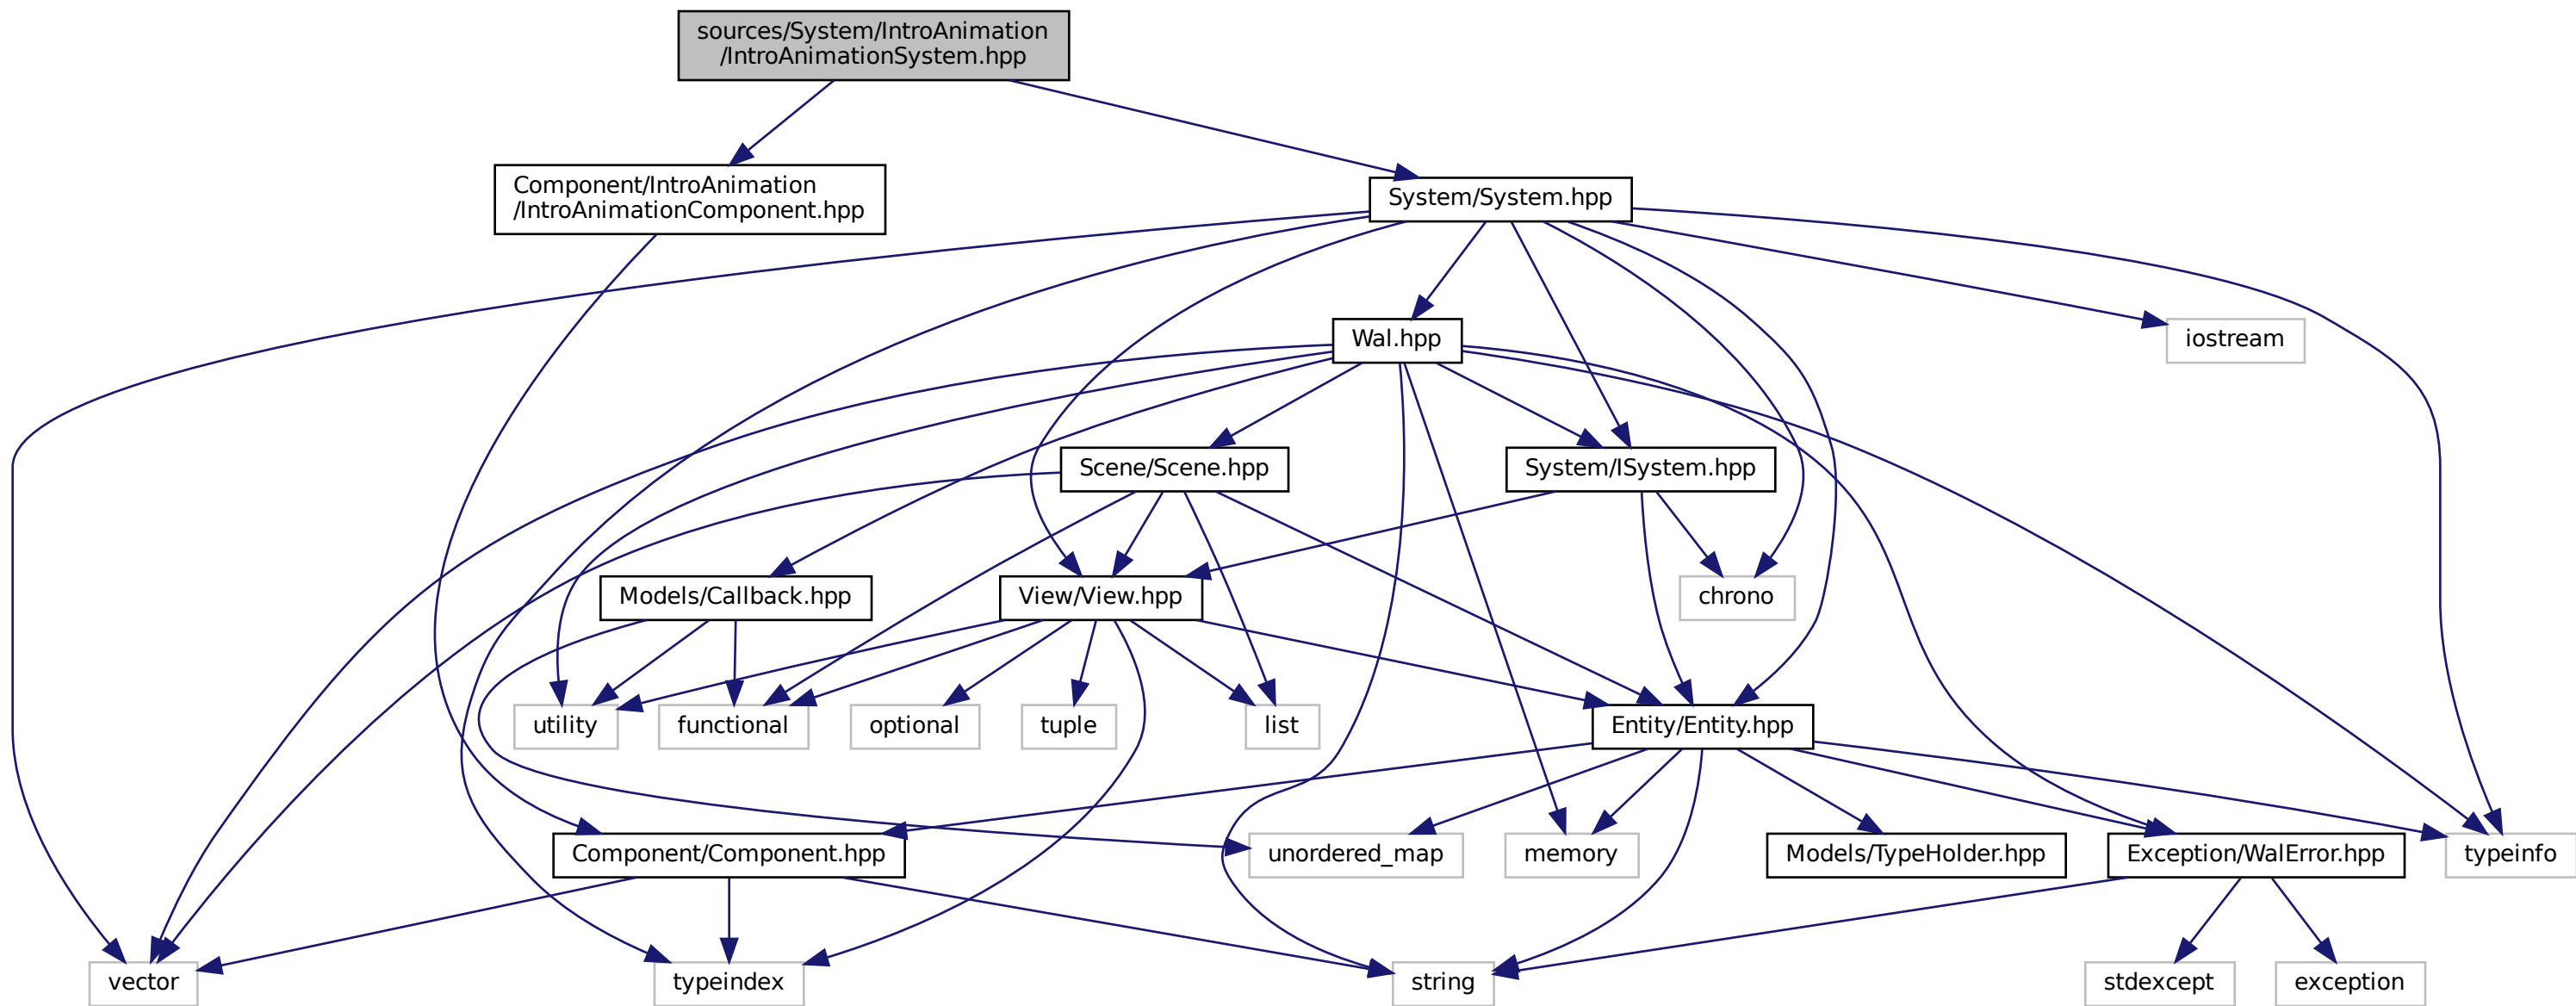 sources/System/IntroAnimation
/IntroAnimationSystem.hpp
Component/IntroAnimation
/IntroAnimationComponent.hpp
System/System.hpp
Wal.hpp
iostream
Scene/Scene.hpp
System/ISystem.hpp
Models/Callback.hpp
View/View.hpp
chrono
utility
functional
optional
tuple
list
Entity/Entity.hpp
Component/Component.hpp
unordered_map
memory
Models/TypeHolder.hpp
Exception/WalError.hpp
typeinfo
vector
typeindex
string
stdexcept
exception